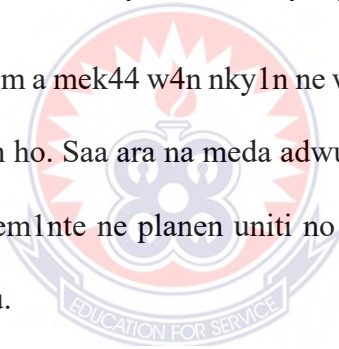 m a mek44 w4n nky1n ne v
n ho. Saa ara na meda adwu
em1nte ne planen uniti no
EDUCATION FOR SERVICE